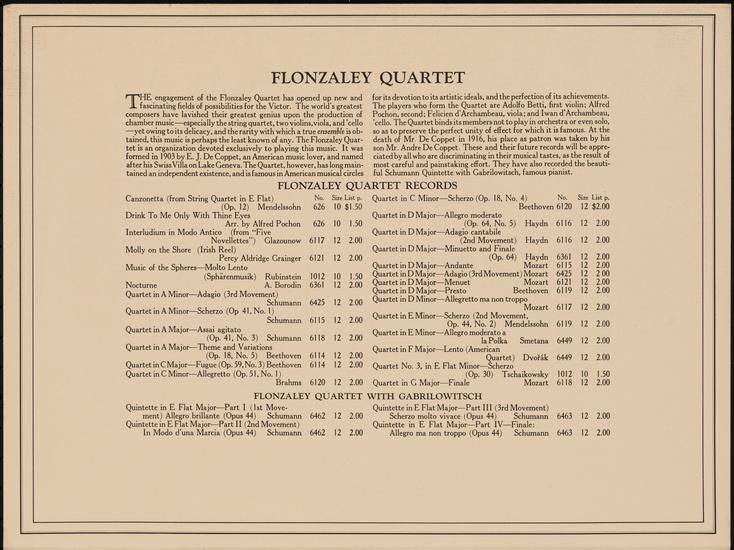 FLONZALEY QUARTET
THE engagement of the Flonzaley Quartet has opened up new and
fascinating fields of possibilities for the Victor. The world's greatest
composers have lavished their greatest genius upon the production of
chamber music—especially the string quartet, two violins, viola, and 'cello
—yet owing to its delicacy, and the rarity with which a true ensemble is ob-
tained, this music is perhaps the least known of any. The Flonzaley Quar-
tet is an organization devoted exclusively to playing this music. It was
formed in 1903 by E. J. De Coppet, an American music lover, and named
after his Swiss Villa on Lake Geneva. The Quartet, however, has long main-
tained an independent existence, and is famous in American musical circles
for its devotion to its artistic ideals, and the perfection of its achievements.
The players who form the Quartet are Adolfo Betti, first violin; Alfred
Pochon, second; Felicien d'Archambeau, viola; and Iwan d'Archambeau,
'cello. The Quartet binds its members not to play in orchestra or even solo,
so as to preserve the perfect unity of effect for which it is famous. At the
death of Mr. De Coppet in 1916, his place as patron was taken by his
son Mr. Andre De Coppet. These and their future records will be appre-
ciated by all who are discriminating in their musical tastes, as the result of
most careful and painstaking effort. They have also recorded the beauti-
ful Schumann Quintette with Gabrilowitsch, famous pianist.
FLONZALEY QUARTET RECORDS
No. Size List p.
Canzonetta (from String Quartet in E Flat)
(Op. 12) Mendelssohn 626 10 $1.50
Drink To Me Only With Thine Eyes
Arr. by Alfred Pochon 626 10 1.50
Interludium in Modo Antico (from "Five
Novellettes") Glazounow 6117 12 2.00
Molly on the Shore (Irish Reel)
Percy Aldridge Grainger 6121 12 2.00
Music of the Spheres—Molto Lento
(Sphärenmusik) Rubinstein 1012 10 1.50
Nocturne A. Borodin 6361 12 2.00
Quartet in A Minor—Adagio (3rd Movement)
Schumann 6425 12 2.00
Quartet in A Minor—Scherzo (Op 41, No. 1)
Schumann 6115 12 2.00
Quartet in A Major—Assai agitato
(Op. 41, No. 3) Schumann 6118 12 2.00
Quartet in A Major—Theme and Variations
(Op. 18, No. 5) Beethoven 6114 12 2.00
Quartet in C Major—Fugue (Op. 59, No. 3) Beethoven 6114 12 2.00
Quartet in C Minor—Allegretto (Op. 51, No. 1)
Brahms 6120 12 2.00
Quartet in C Minor—Scherzo (Op. 18, No. 4) No. Size List p.
Beethoven 6120 12 $2.00
Quartet in D Major—Allegro moderato
(Op. 64, No. 5) Haydn 6116 12 2.00
Quartet in D Major—Adagio cantabile
(2nd Movement) Haydn 6116 12 2.00
Quartet in D Major—Minuetto and Finale
(Op. 64) Haydn 6361 12 2.00
Quartet in D Major—Andante Mozart 6115 12 2.00
Quartet in D Major—Adagio (3rd Movement) Mozart 6425 12 2.00
Quartet in D Major—Menuet Mozart 6121 12 2.00
Quartet in D Major—Presto Beethoven 6119 12 2.00
Quartet in D Minor—Allegretto ma non troppo
Mozart 6117 12 2.00
Quartet in E Minor—Scherzo (2nd Movement,
Op. 44, No. 2) Mendelssohn 6119 12 2.00
Quartet in E Minor—Allegro moderato a
la Polka Smetana 6449 12 2.00
Quartet in F Major—Lento (American
Quartet) Dvořák 6449 12 2.00
Quartet No. 3, in E Flat Minor—Scherzo
(Op. 30) Tschaikowsky 1012 10 1.50
Quartet in G Major—Finale Mozart 6118 12 2.00
FLONZALEY QUARTET WITH GABRILOWITSCH
Quintette in E Flat Major—Part I (1st Move-
ment) Allegro brillante (Opus 44) Schumann 6462 12 2.00
Quintette in E Flat Major—Part II (2nd Movement)
In Modo d'una Marcia (Opus 44) Schumann 6462 12 2.00
Quintette in E Flat Major—Part III (3rd Movement)
Scherzo molto vivace (Opus 44) Schumann 6463 12 2.00
Quintette in E Flat Major—Part IV—Finale:
Allegro ma non troppo (Opus 44) Schumann 6463 12 2.00